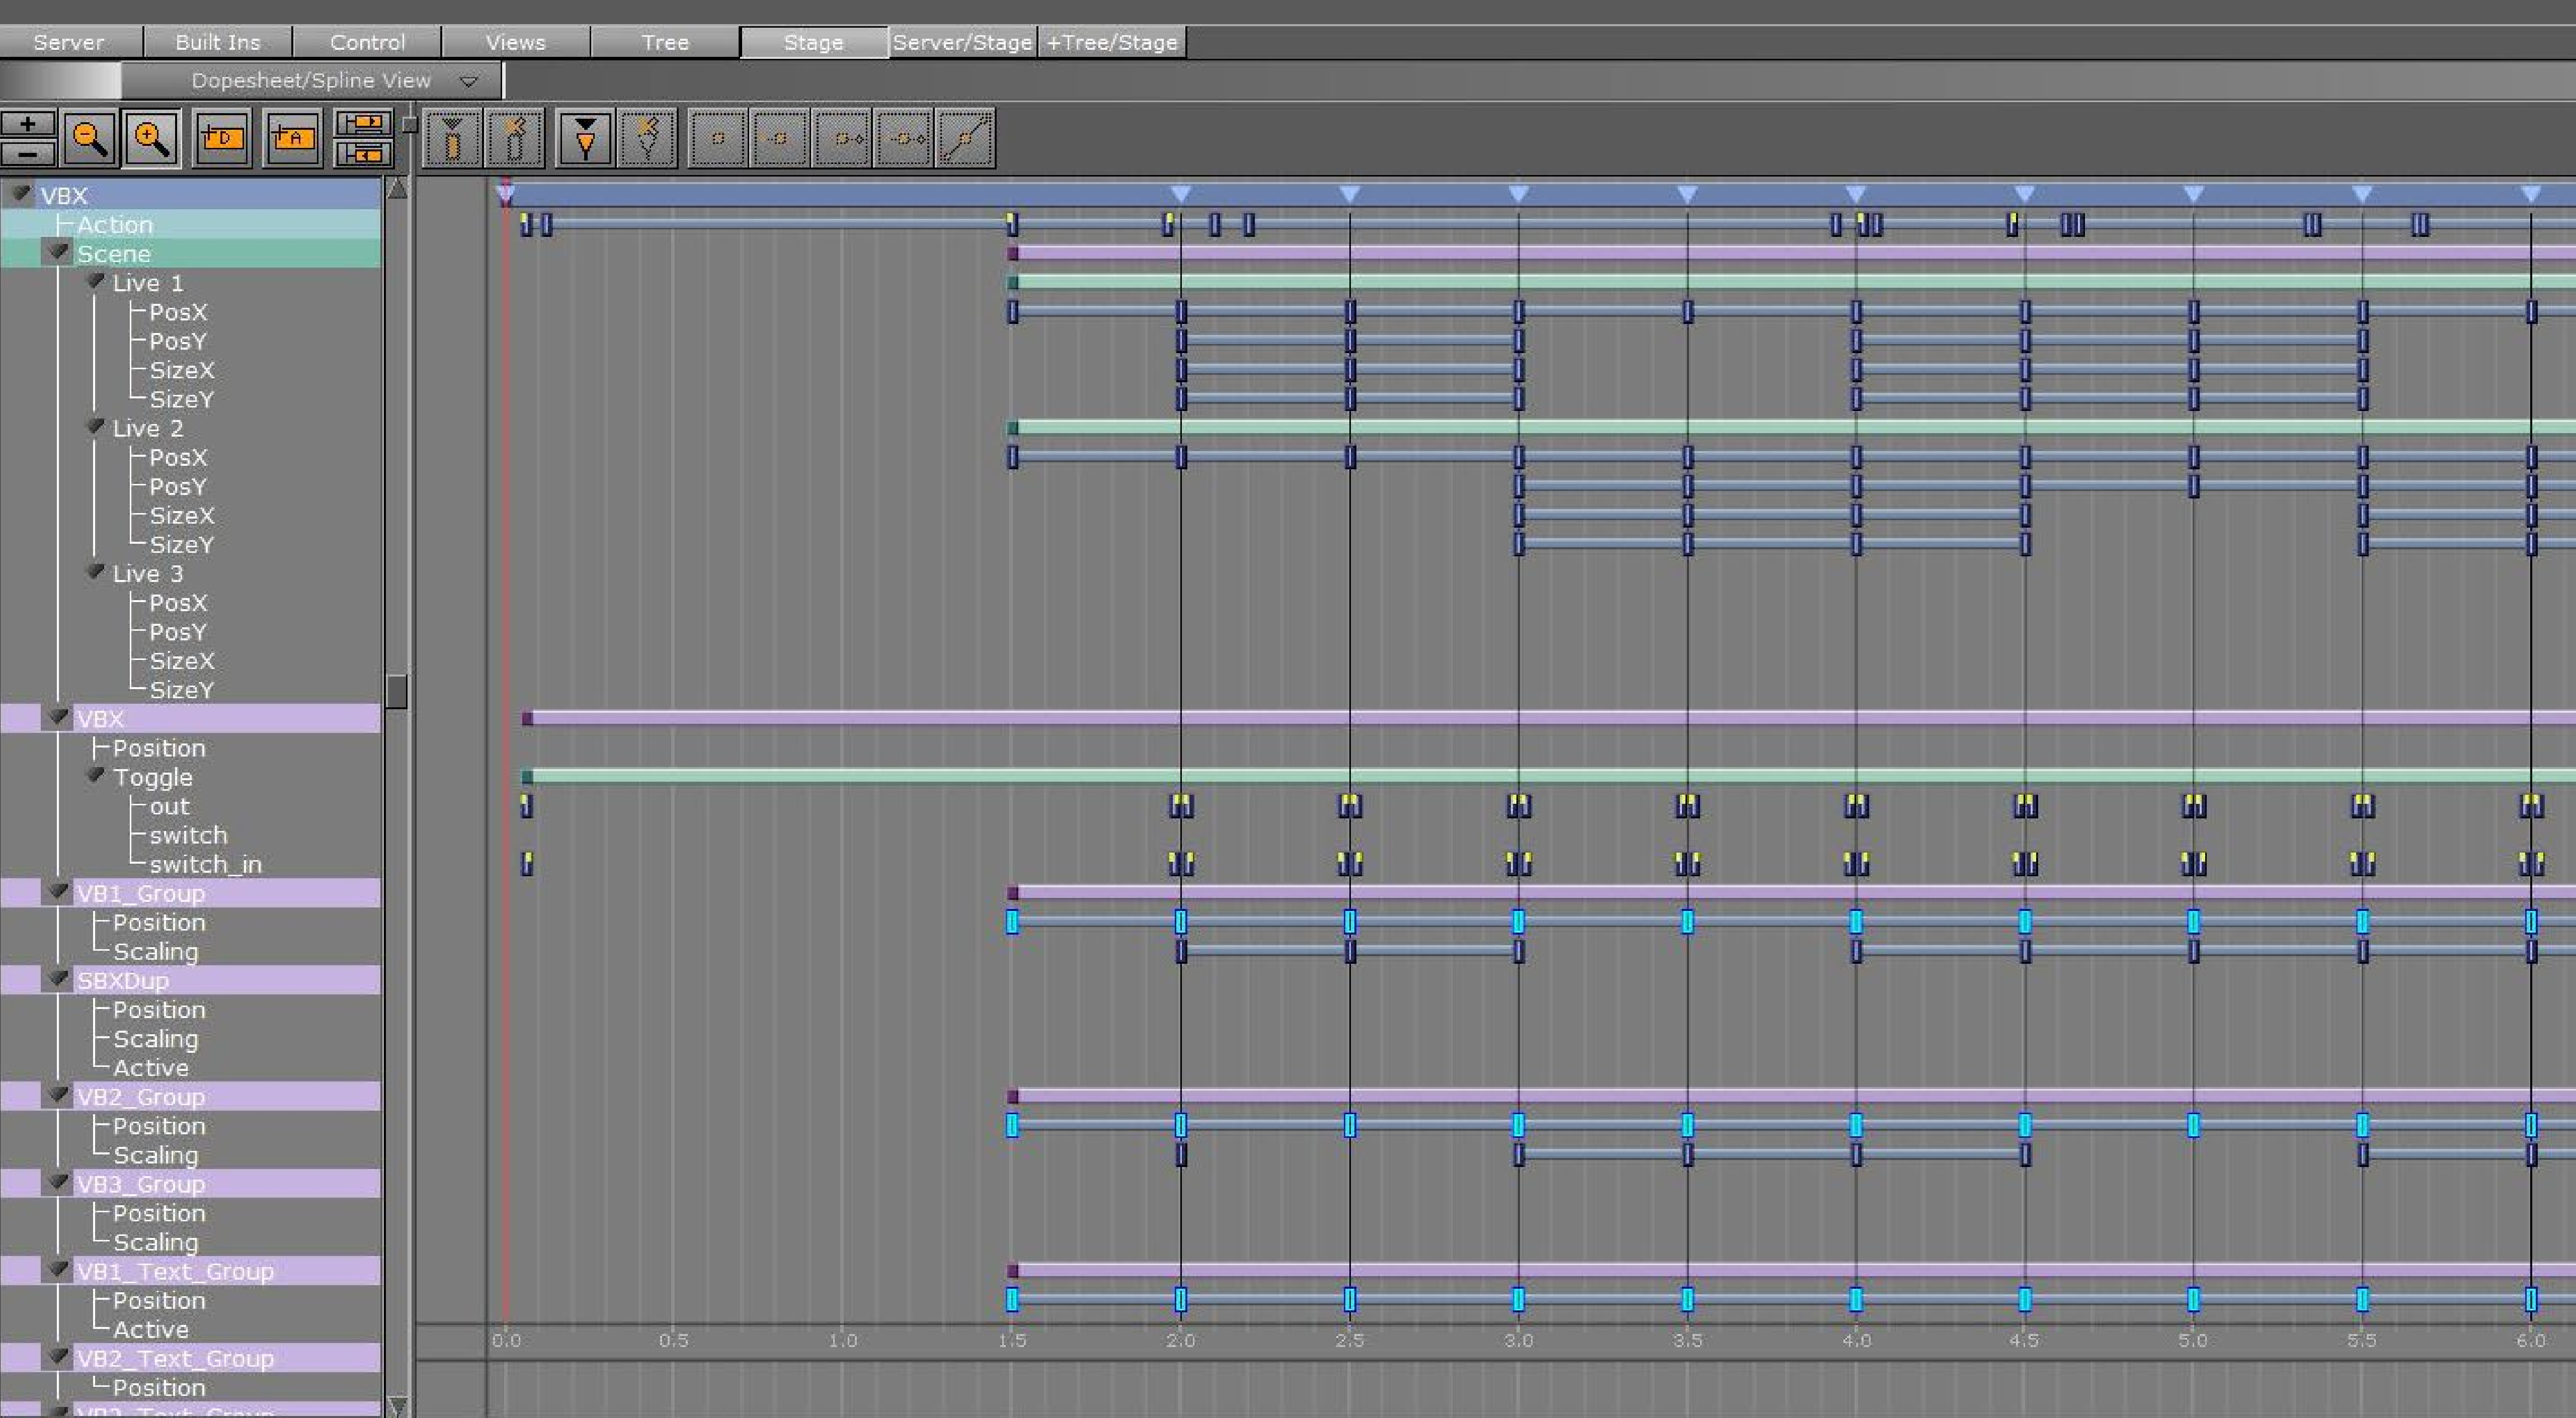 Server Built Ins Control Views Tree Stage Server/Stage +Tree/Stage
Dopesheet/Spline View
+
−
D
A
VBX
Action
Scene
Live 1
PosX
PosY
SizeX
SizeY
Live 2
PosX
PosY
SizeX
SizeY
Live 3
PosX
PosY
SizeX
SizeY
VBX
Position
Toggle
out
switch
switch_in
VB1_Group
Position
Scaling
SBXDup
Position
Scaling
Active
VB2_Group
Position
Scaling
VB3_Group
Position
Scaling
VB1_Text_Group
Position
Active
0.0 0.5 1.0 1.5 2.0 2.5 3.0 3.5 4.0 4.5 5.0 5.5 6.0
VB2_Text_Group
Position